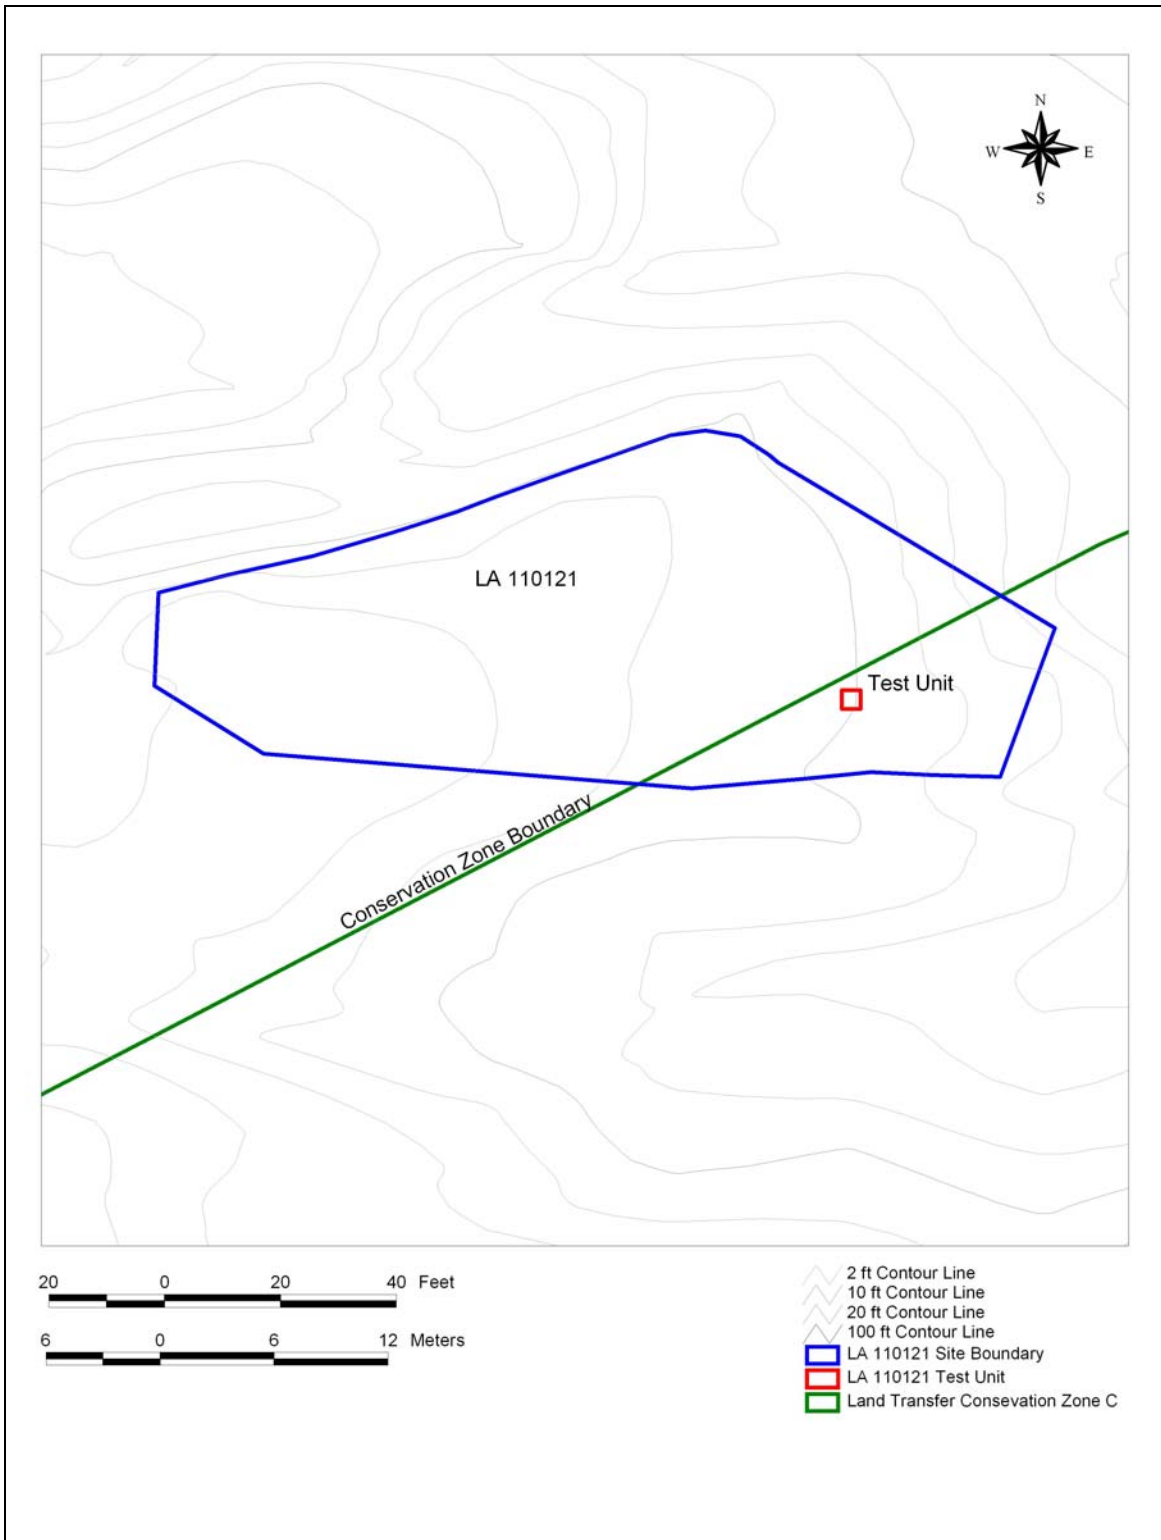 N
W E
S
LA 110121
Test Unit
Conservation Zone Boundary
20 0 20 40 Feet
6 0 6 12 Meters
2 ft Contour Line
10 ft Contour Line
20 ft Contour Line
100 ft Contour Line
LA 110121 Site Boundary
LA 110121 Test Unit
Land Transfer Consevation Zone C